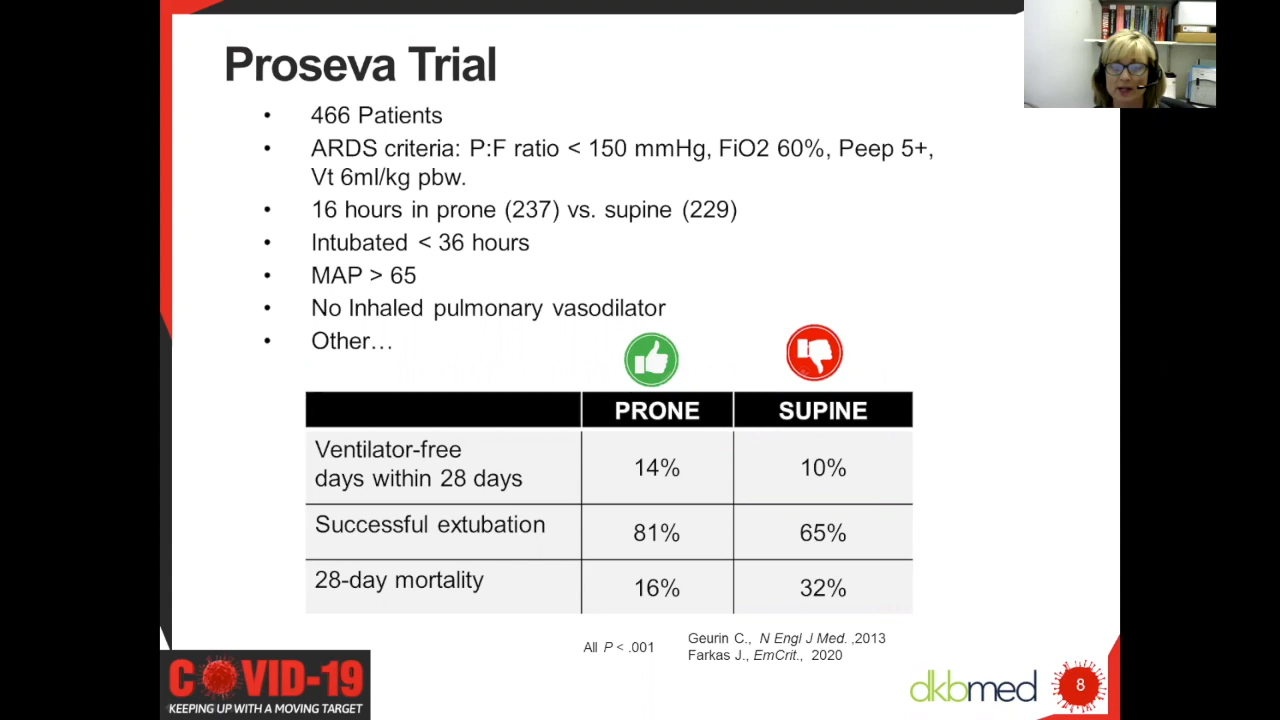 Proseva Trial
• 466 Patients
• ARDS criteria: P:F ratio < 150 mmHg, FiO2 60%, Peep 5+,
Vt 6ml/kg pbw.
• 16 hours in prone (237) vs. supine (229)
• Intubated < 36 hours
• MAP > 65
• No Inhaled pulmonary vasodilator
• Other…
PRONE SUPINE
Ventilator-free
days within 28 days 14% 10%
Successful extubation 81% 65%
28-day mortality 16% 32%
All P < .001
Geurin C., N Engl J Med. ,2013
Farkas J., EmCrit., 2020
COVID-19
KEEPING UP WITH A MOVING TARGET
dkbmed
8